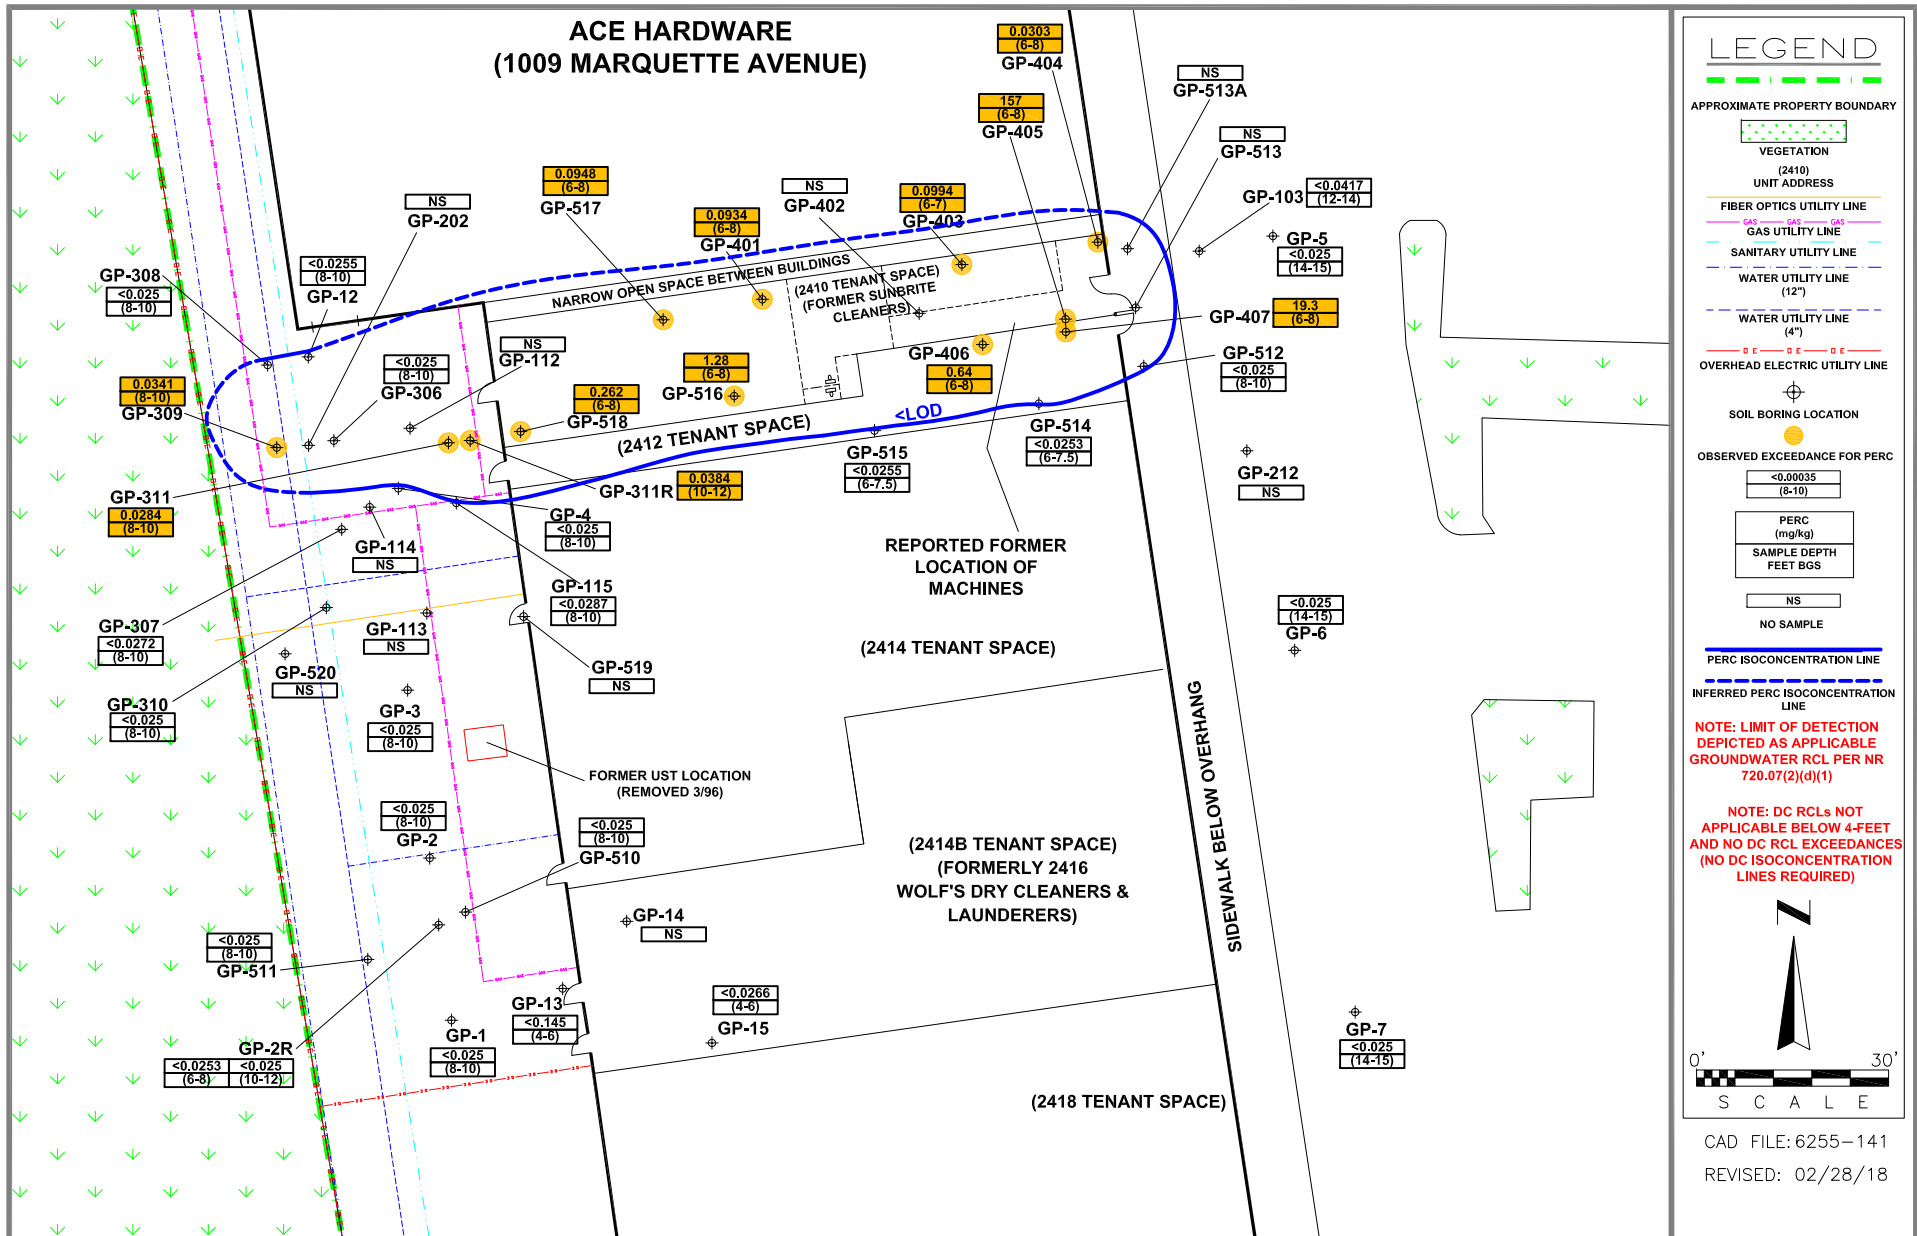 ACE HARDWARE
(1009 MARQUETTE AVENUE)
0.0303
(6-8)
GP-404
157
(6-8)
GP-405
NS
GP-513A
NS
GP-513
0.0948
(6-8)
GP-517
NS
GP-202
0.0934
(6-8)
GP-401
NS
GP-402
0.0994
(6-7)
GP-403
GP-103
<0.0417
(12-14)
GP-5
<0.025
(14-15)
GP-308
<0.025
(8-10)
<0.0255
(8-10)
GP-12
NARROW OPEN SPACE BETWEEN BUILDINGS
(2410 TENANT SPACE)
(FORMER SUNBRITE
CLEANERS)
GP-407
19.3
(6-8)
NS
GP-112
<0.025
(8-10)
GP-306
1.28
(6-8)
GP-516
GP-406
0.64
(6-8)
GP-512
<0.025
(8-10)
0.0341
(8-10)
GP-309
0.262
(6-8)
GP-518
<LOD
(2412 TENANT SPACE)
GP-514
<0.0253
(6-7.5)
GP-515
<0.0255
(6-7.5)
GP-212
NS
GP-311
0.0284
(8-10)
GP-311R
0.0384
(10-12)
GP-4
<0.025
(8-10)
GP-114
NS
REPORTED FORMER
LOCATION OF
MACHINES
GP-115
<0.0287
(8-10)
GP-307
<0.0272
(8-10)
GP-113
NS
<0.025
(14-15)
GP-6
(2414 TENANT SPACE)
GP-519
NS
GP-520
NS
GP-310
<0.025
(8-10)
GP-3
<0.025
(8-10)
FORMER UST LOCATION
(REMOVED 3/96)
SIDEWALK BELOW OVERHANG
<0.025
(8-10)
GP-2
<0.025
(8-10)
GP-510
(2414B TENANT SPACE)
(FORMERLY 2416
WOLF'S DRY CLEANERS &
LAUNDERERS)
GP-14
NS
<0.025
(8-10)
GP-511
GP-13
<0.145
(4-6)
<0.0266
(4-6)
GP-15
GP-1
<0.025
(8-10)
GP-2R
<0.0253 <0.025
(6-8) (10-12)
GP-7
<0.025
(14-15)
(2418 TENANT SPACE)
LEGEND
APPROXIMATE PROPERTY BOUNDARY
VEGETATION
(2410)
UNIT ADDRESS
FIBER OPTICS UTILITY LINE
GAS GAS GAS
GAS UTILITY LINE
SANITARY UTILITY LINE
WATER UTILITY LINE
(12")
WATER UTILITY LINE
(4")
OE OE OE
OVERHEAD ELECTRIC UTILITY LINE
SOIL BORING LOCATION
OBSERVED EXCEEDANCE FOR PERC
<0.00035
(8-10)
PERC
(mg/kg)
SAMPLE DEPTH
FEET BGS
NS
NO SAMPLE
PERC ISOCONCENTRATION LINE
INFERRED PERC ISOCONCENTRATION
LINE
NOTE: LIMIT OF DETECTION
DEPICTED AS APPLICABLE
GROUNDWATER RCL PER NR
720.07(2)(d)(1)
NOTE: DC RCLs NOT
APPLICABLE BELOW 4-FEET
AND NO DC RCL EXCEEDANCES
(NO DC ISOCONCENTRATION
LINES REQUIRED)
N
0' 30'
SCALE
CAD FILE: 6255-141
REVISED: 02/28/18